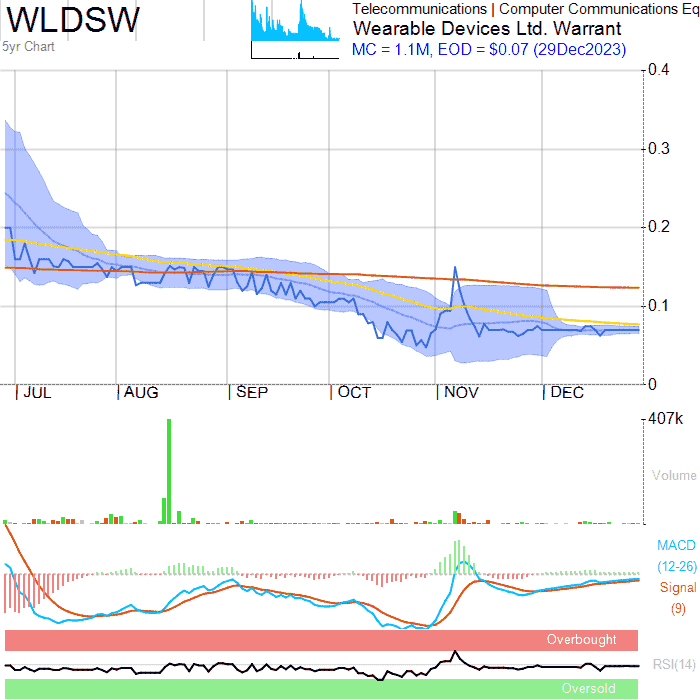 WLDSW
5yr Chart
Telecommunications | Computer Communications Eq
Wearable Devices Ltd. Warrant
MC = 1.1M, EOD = $0.07 (29Dec2023)
0.4
0.3
0.2
0.1
0
JUL AUG SEP OCT NOV DEC
407k
Volume
MACD
(12-26)
Signal
(9)
Overbought
RSI(14)
Oversold